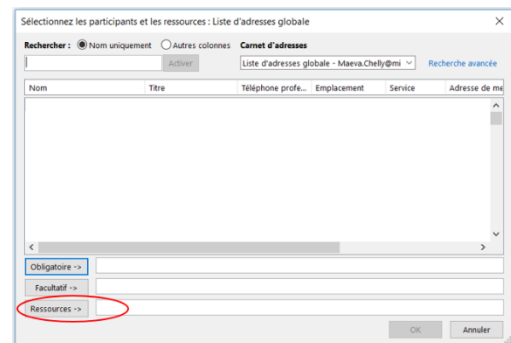 Sélectionnez les participants et les ressources : Liste d'adresses globale
Rechercher : Nom uniquement Autres colonnes Carnet d'adresses
Activer Liste d'adresses globale - Maeva.Chelly@mi Recherche avancée
Nom Titre Téléphone profe... Emplacement Service Adresse de me
Obligatoire ->
Facultatif ->
Ressources ->
OK Annuler